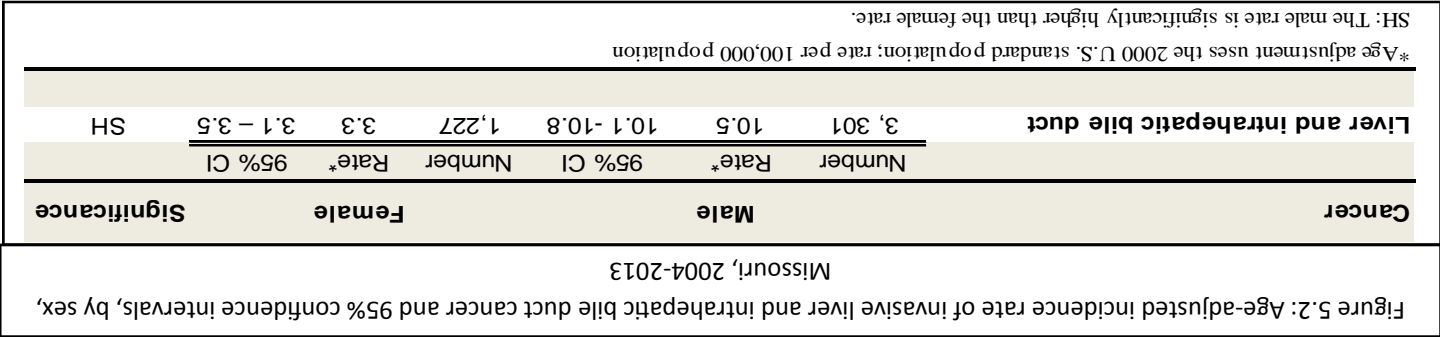 Figure 5.2: Age-adjusted incidence rate of invasive liver and intrahepatic bile duct cancer and 95% confidence intervals, by sex,
Missouri, 2004-2013
Cancer Male Female Significance
Number Rate* 95% CI Number Rate* 95% CI
Liver and intrahepatic bile duct 3, 301 10.5 10.1 -10.8 1,227 3.3 3.1 – 3.5 SH
*Age adjustment uses the 2000 U.S. standard population; rate per 100,000 population
SH: The male rate is significantly higher than the female rate.